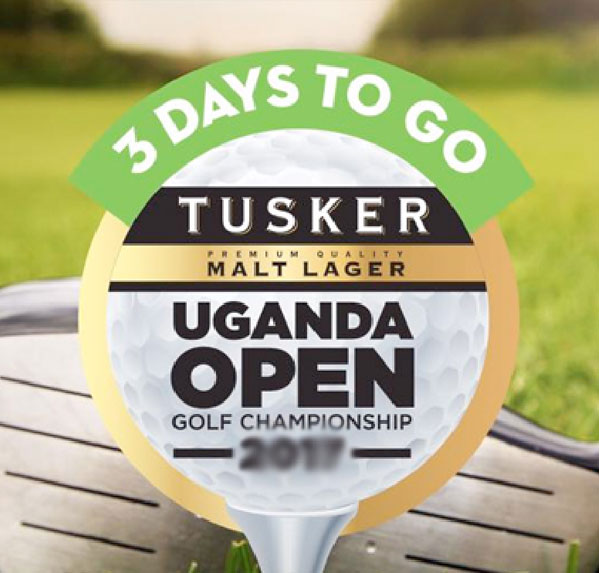 3 DAYS TO GO
TUSKER
PREMIUM QUALITY
MALT LAGER
UGANDA
OPEN
GOLF CHAMPIONSHIP